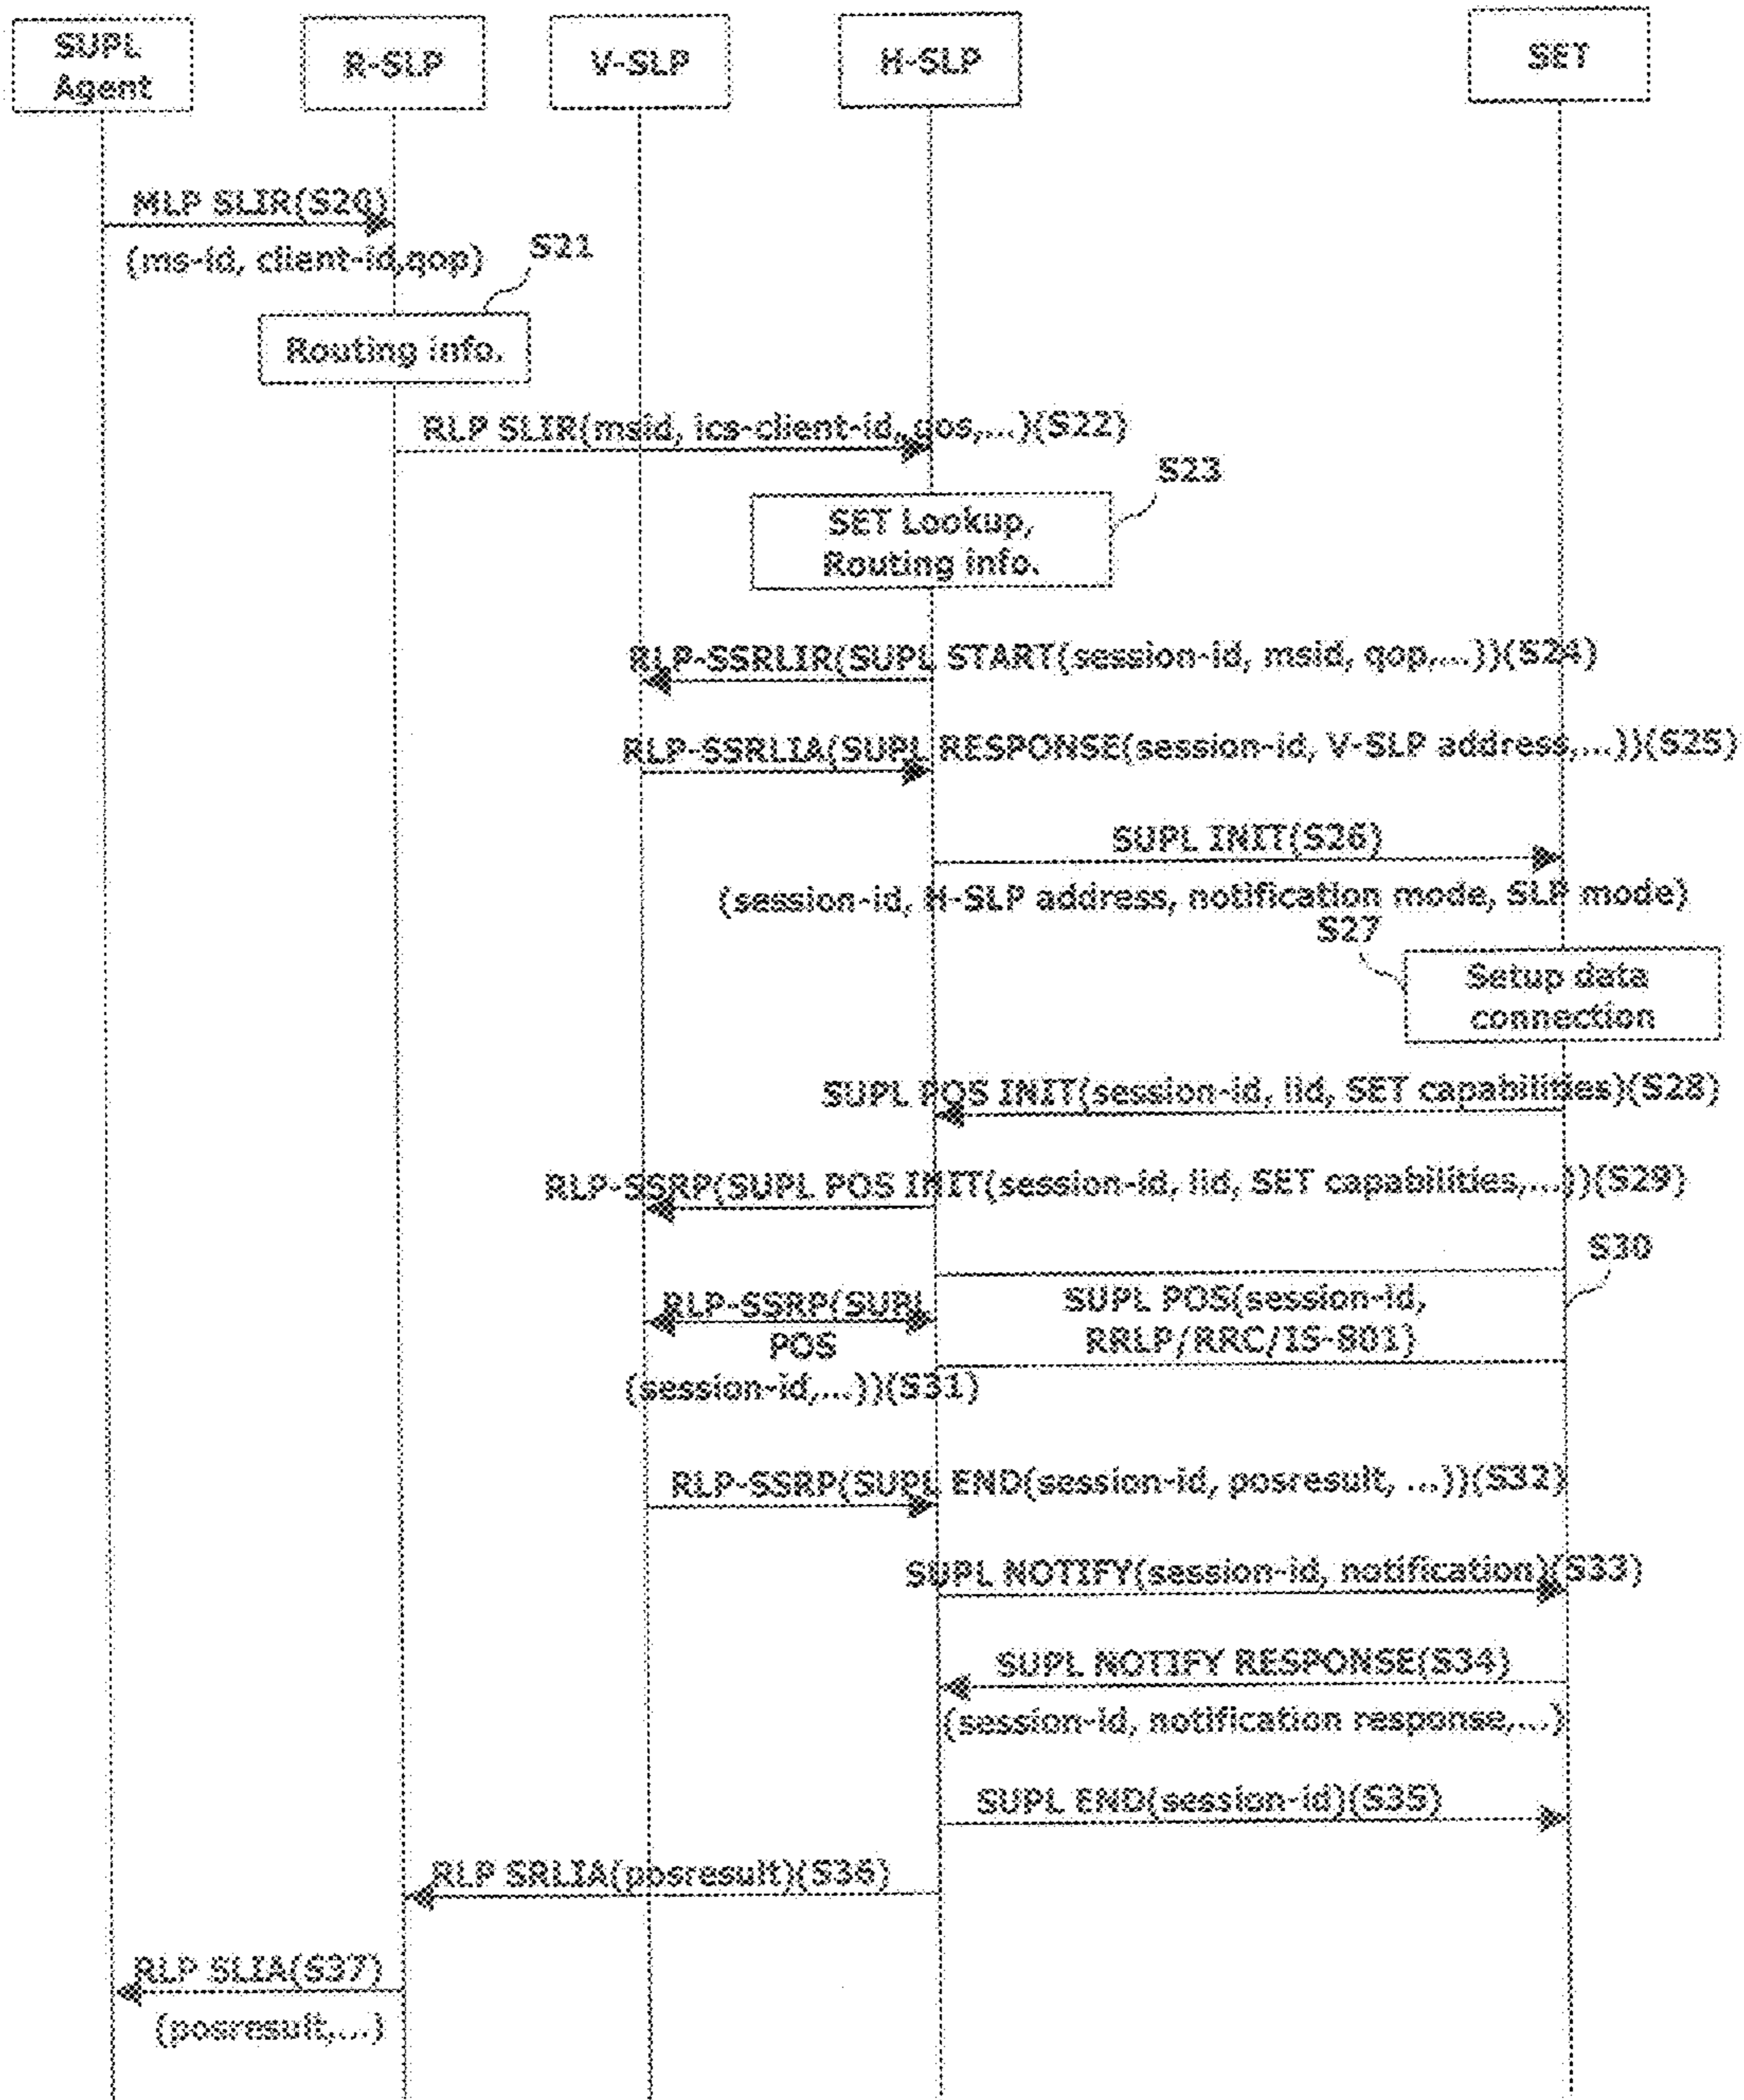 SUPL
Agent
R-SLP
V-SLP
H-SLP
SET
MLP SLIR(S20)
(ms-id, client-id,qop)
S21
Routing info.
RLP SLIR(msid, ics-client-id, qos,...)(S22)
S23
SET Lookup,
Routing info.
RLP-SSRLIR(SUPL START(session-id, msid, qop,...))(S24)
RLP-SSRLIA(SUPL RESPONSE(session-id, V-SLP address,...))(S25)
SUPL INIT(S26)
(session-id, H-SLP address, notification mode, SLP mode)
S27
Setup data
connection
SUPL POS INIT(session-id, lid, SET capabilities)(S28)
RLP-SSRP(SUPL POS INIT(session-id, lid, SET capabilities,...))(S29)
S30
RLP-SSRP(SUPL
POS
(session-id,...))(S31)
SUPL POS(session-id,
RRLP/RRC/IS-801)
RLP-SSRP(SUPL END(session-id, posresult, ...))(S32)
SUPL NOTIFY(session-id, notification)(S33)
SUPL NOTIFY RESPONSE(S34)
(session-id, notification response,...)
SUPL END(session-id)(S35)
RLP SRLIA(posresult)(S36)
RLP SLIA(S37)
(posresult,...)